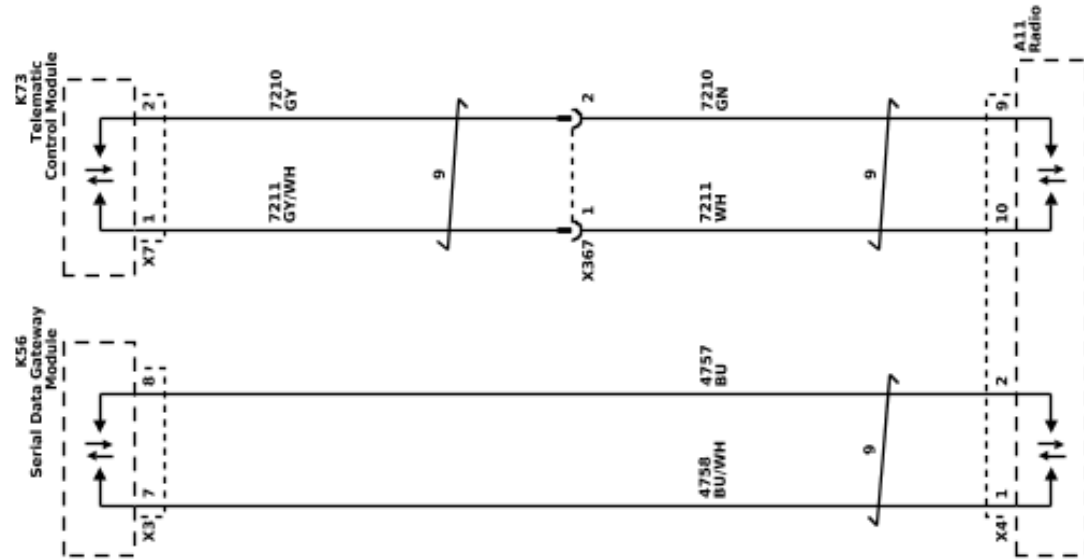 K73
Telematic
Control Module
X7
1
2
7211
GY/WH
7210
GY
9
X367
1
2
7211
WH
7210
GN
9
10
9
A11
Radio
K56
Serial Data Gateway
Module
X3
7
8
4758
BU/WH
4757
BU
9
X4
1
2